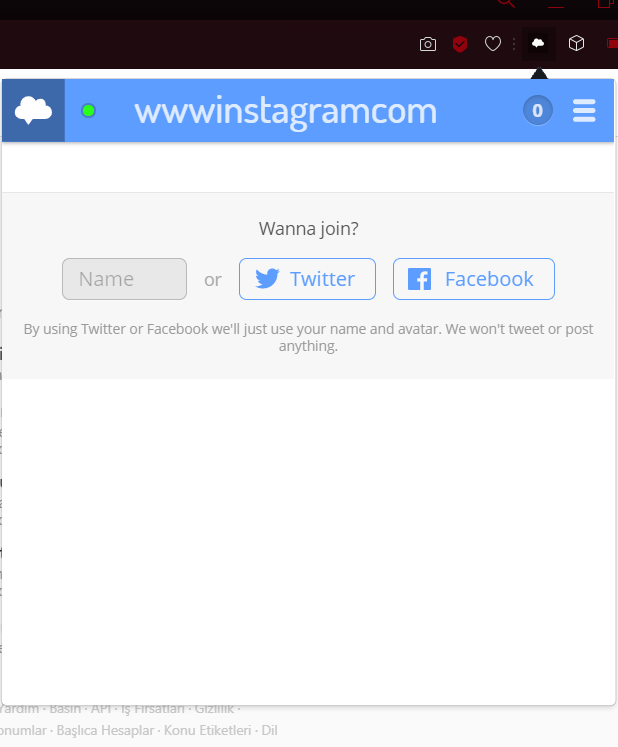 wwwinstagramcom
0
Wanna join?
Name or Twitter Facebook
By using Twitter or Facebook we'll just use your name and avatar. We won't tweet or post
anything.
Yardım · Basın · API · İş Fırsatları · Gizlilik ·
· Başlıca Hesaplar · Konu Etiketleri · Dil